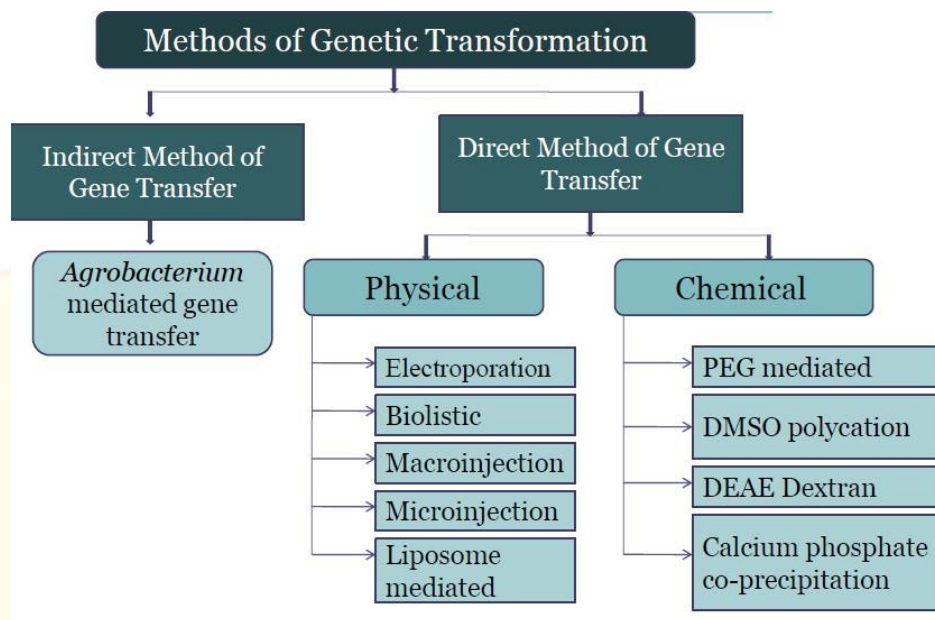 Methods of Genetic Transformation
Indirect Method of
Gene Transfer
Direct Method of Gene
Transfer
Agrobacterium
mediated gene
transfer
Physical
Chemical
Electroporation
Biolistic
Macroinjection
Microinjection
Liposome
mediated
PEG mediated
DMSO polycation
DEAE Dextran
Calcium phosphate
co-precipitation